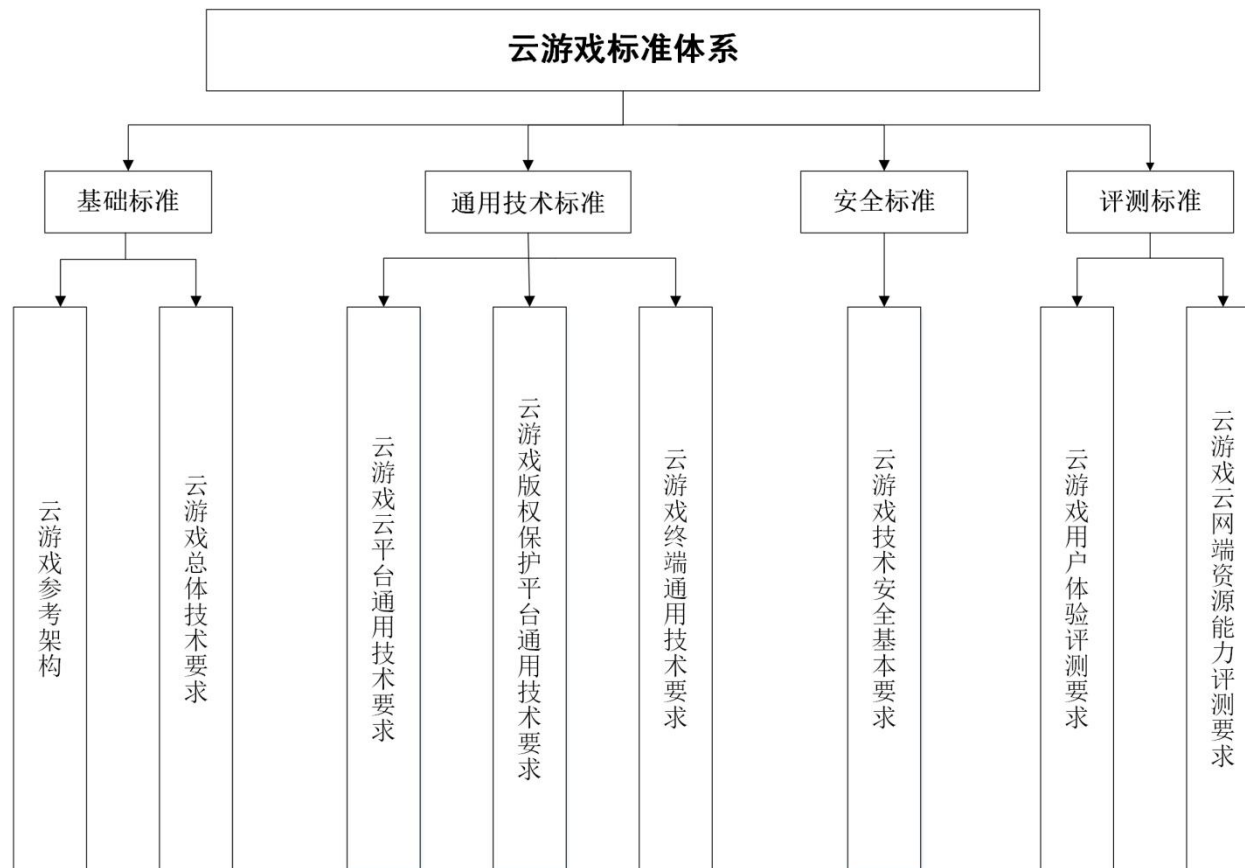 云游戏标准体系
基础标准
通用技术标准
安全标准
评测标准
云游戏参考架构
云游戏总体技术要求
云游戏云平台通用技术要求
云游戏版权保护平台通用技术要求
云游戏终端通用技术要求
云游戏技术安全基本要求
云游戏用户体验评测要求
云游戏云网端资源能力评测要求